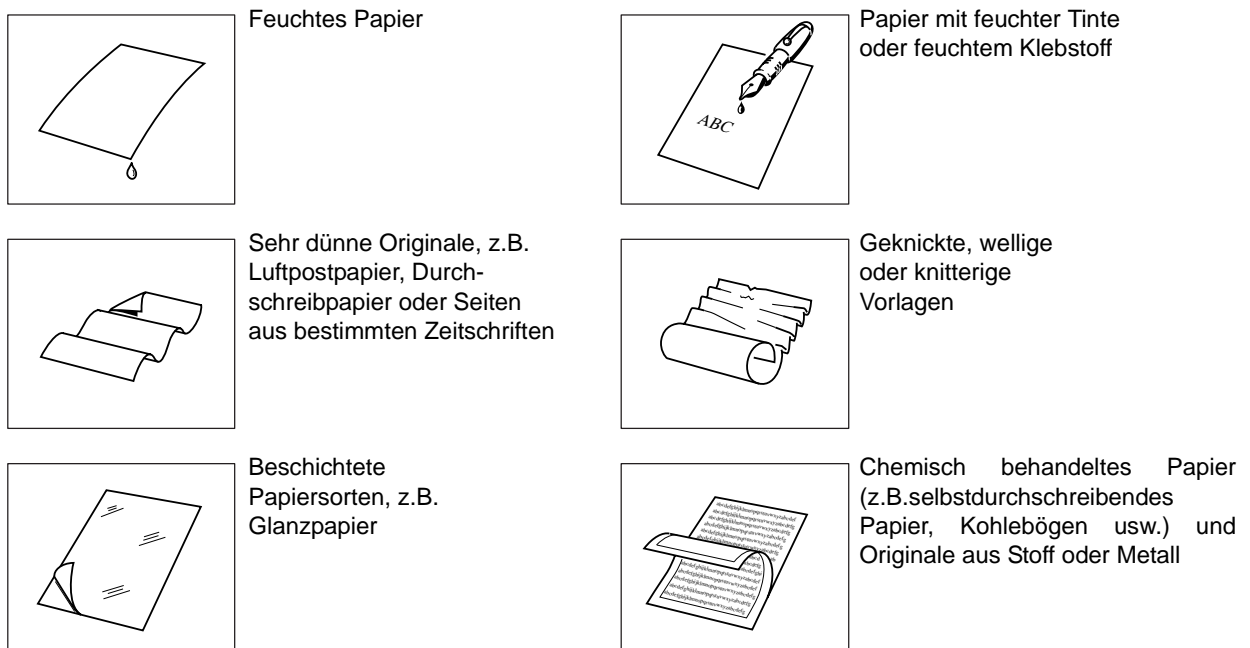 Feuchtes Papier
Papier mit feuchter Tinte
oder feuchtem Klebstoff
ABC
Sehr dünne Originale, z.B.
Luftpostpapier, Durch-
schreibpapier oder Seiten
aus bestimmten Zeitschriften
Geknickte, wellige
oder knitterige
Vorlagen
Beschichtete
Papiersorten, z.B.
Glanzpapier
Chemisch behandeltes Papier
(z.B.selbstdurchschreibendes
Papier, Kohlebögen usw.) und
Originale aus Stoff oder Metall